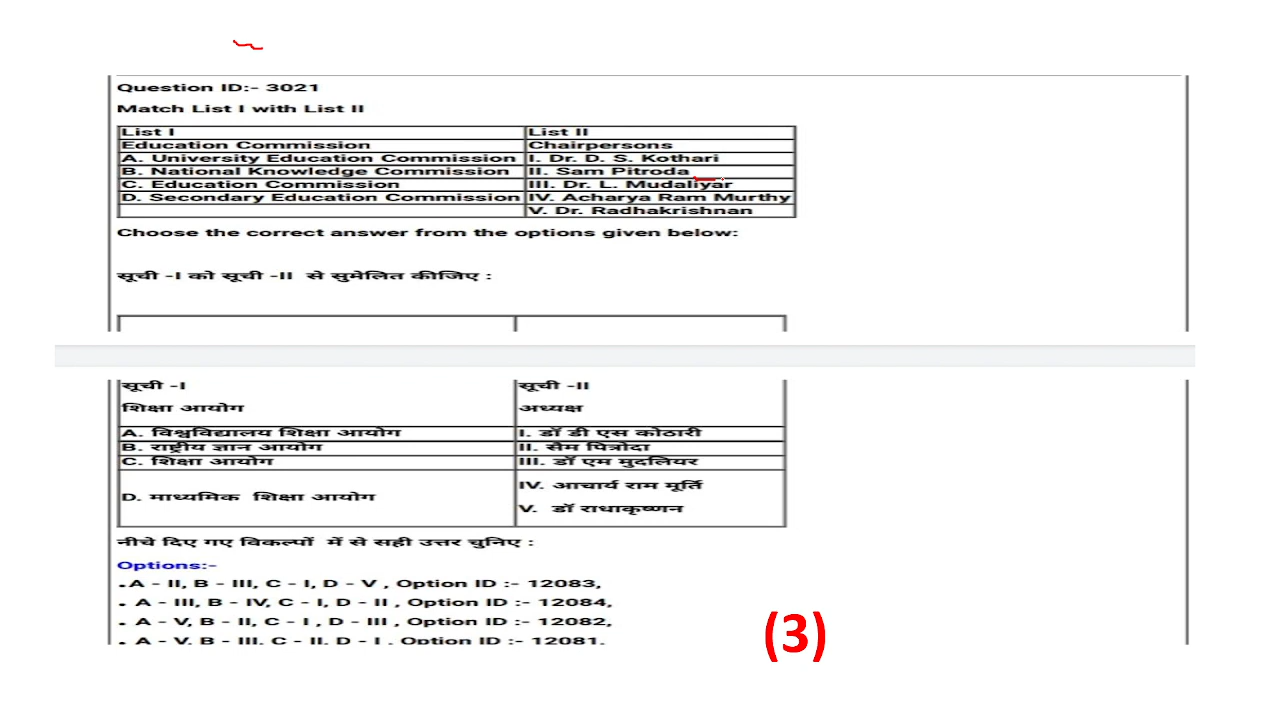 Question ID:- 3021
Match List I with List II
List I List II
Education Commission Chairpersons
A. University Education Commission I. Dr. D. S. Kothari
B. National Knowledge Commission II. Sam Pitroda
C. Education Commission III. Dr. L. Mudaliyar
D. Secondary Education Commission IV. Acharya Ram Murthy
V. Dr. Radhakrishnan
Choose the correct answer from the options given below:
सूची -I को सूची -II से सुमेलित कीजिए :
सूची -I सूची -II
शिक्षा आयोग अध्यक्ष
A. विश्वविद्यालय शिक्षा आयोग I. डॉ डी एस कोठारी
B. राष्ट्रीय ज्ञान आयोग II. सैम पित्रोदा
C. शिक्षा आयोग III. डॉ एम मुदलियर
D. माध्यमिक शिक्षा आयोग IV. आचार्य राम मूर्ति
V. डॉ राधाकृष्णन
नीचे दिए गए विकल्पों में से सही उत्तर चुनिए :
Options:-
• A - II, B - III, C - I, D - V , Option ID :- 12083,
• A - III, B - IV, C - I, D - II , Option ID :- 12084,
• A - V, B - II, C - I , D - III , Option ID :- 12082,
• A - V, B - III, C - II, D - I , Option ID :- 12081,
(3)